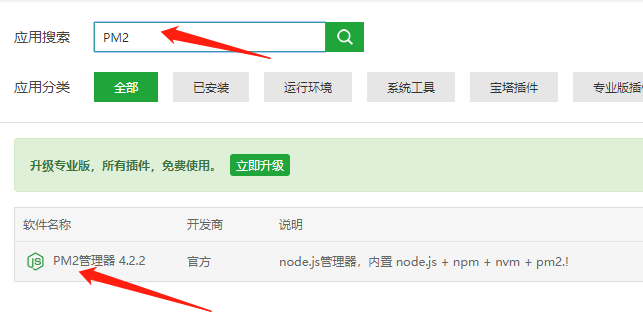 应用搜索 PM2
应用分类 全部 已安装 运行环境 系统工具 宝塔插件 专业版插
升级专业版，所有插件，免费使用。 立即升级
软件名称 开发商 说明
JS PM2管理器 4.2.2 官方 node.js管理器，内置 node.js + npm + nvm + pm2.!